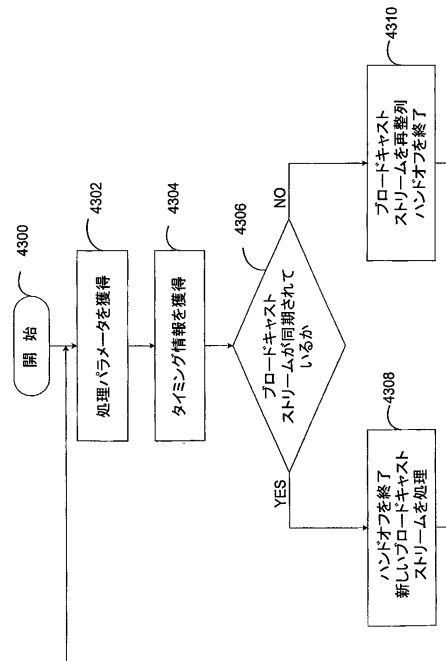 開 始
4300
処理パラメータを獲得
4302
タイミング情報を獲得
4304
ブロードキャスト
ストリームが同期されて
いるか
4306
YES
NO
ハンドオフを終了
新しいブロードキャスト
ストリームを処理
4308
ブロードキャスト
ストリームを再整列
ハンドオフを終了
4310